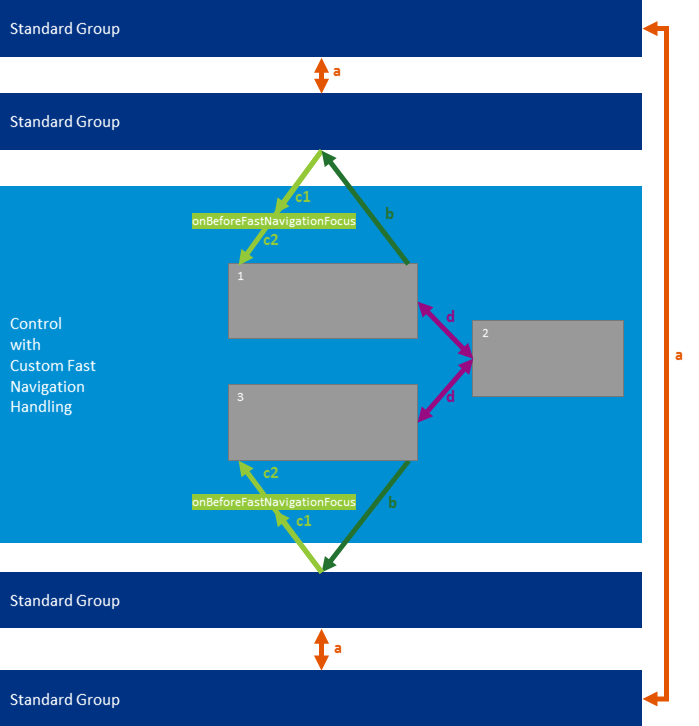 Standard Group
a
Standard Group
c1
b
onBeforeFastNavigationFocus
c2
1
d
2
Control
with
Custom Fast
Navigation
Handling
a
3
d
c2
onBeforeFastNavigationFocus
b
c1
Standard Group
a
Standard Group